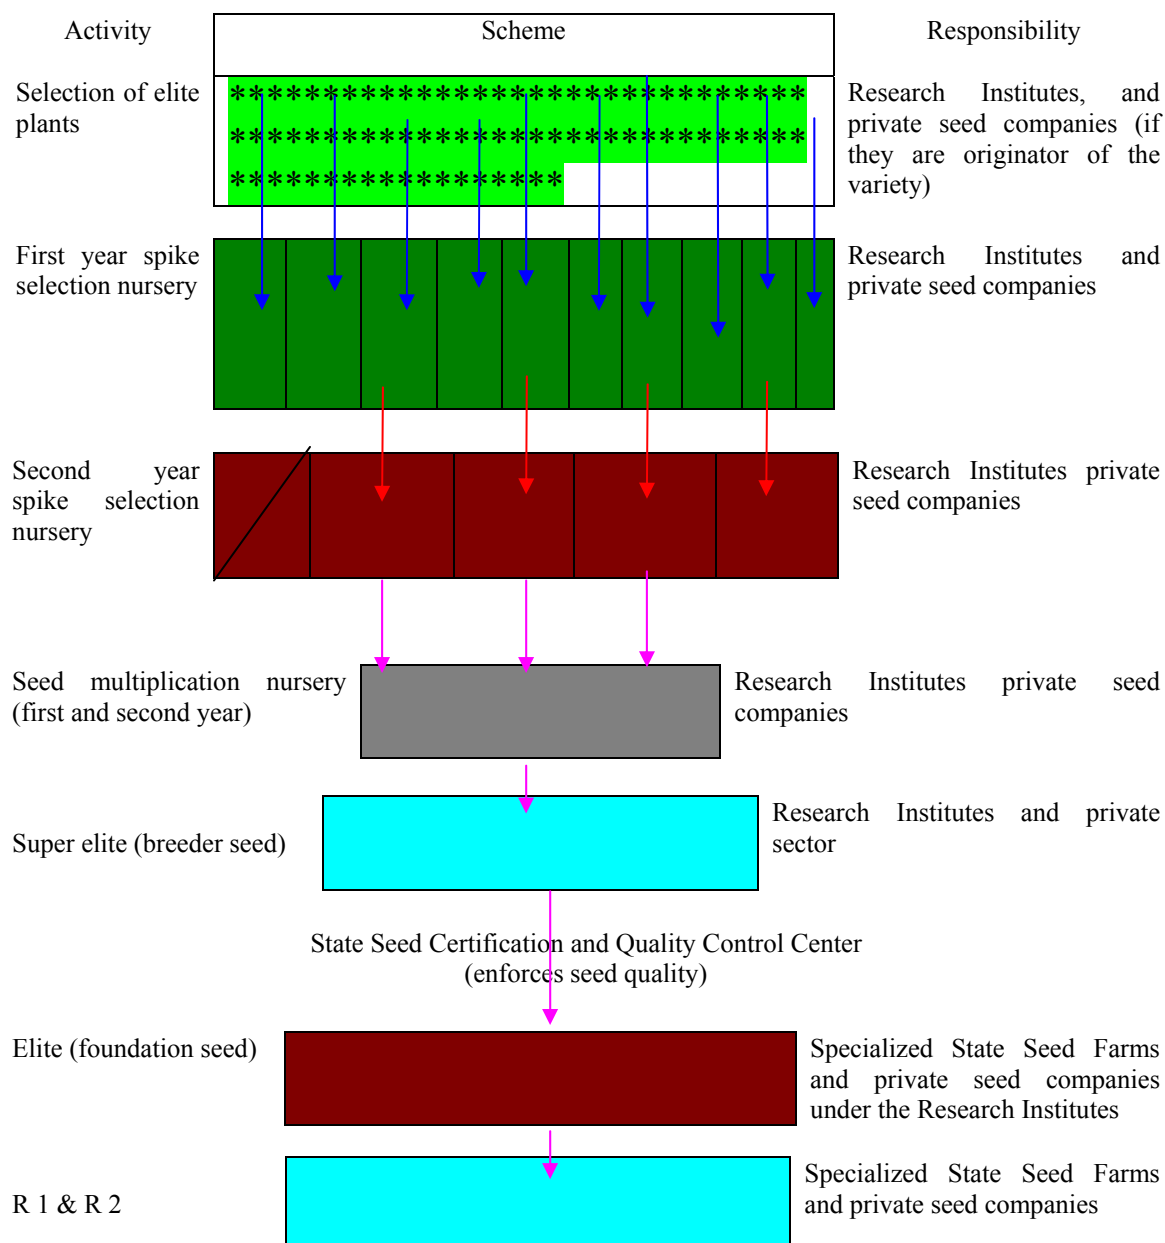 Activity
Scheme
Responsibility
Selection of elite
plants
*******************************
*******************************
******************
Research Institutes, and
private seed companies (if
they are originator of the
variety)
First year spike
selection nursery
Research Institutes and
private seed companies
Second year
spike selection
nursery
Research Institutes private
seed companies
Seed multiplication nursery
(first and second year)
Research Institutes private seed
companies
Super elite (breeder seed)
Research Institutes and private
sector
State Seed Certification and Quality Control Center
(enforces seed quality)
Elite (foundation seed)
Specialized State Seed Farms
and private seed companies
under the Research Institutes
R 1 & R 2
Specialized State Seed Farms
and private seed companies